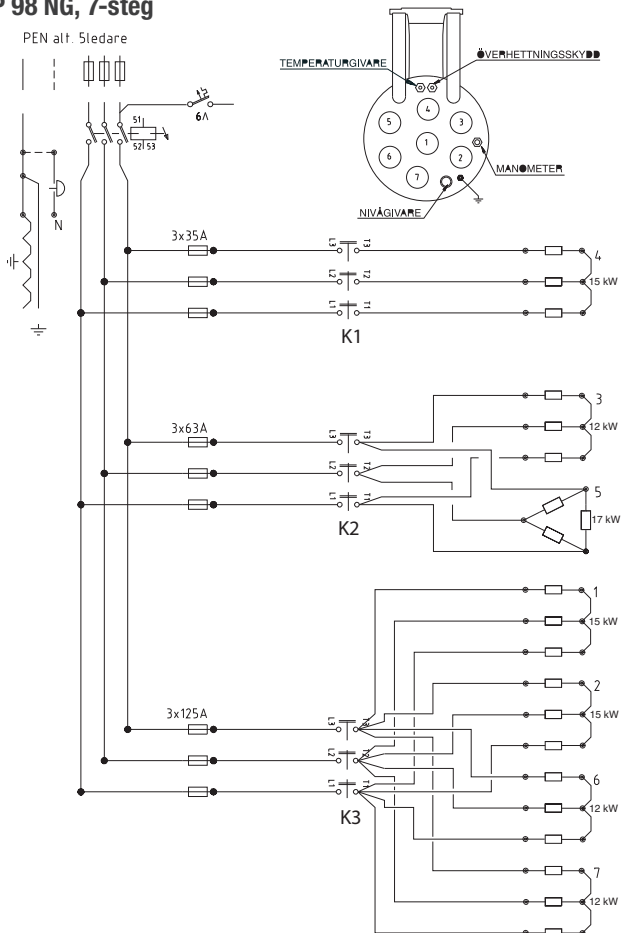 P 98 NG, 7-steg
PEN alt. 5ledare
6A
51
52 53
N
TEMPERATURGIVARE
ÖVERHETTNINGSSKYDD
4
5
3
1
6
2
7
MANOMETER
NIVÅGIVARE
3x35A
L3 T3
L2 T2
L1 T1
K1
4
15 kW
3x63A
L3 T3
L2 T2
L1 T1
K2
3
12 kW
5
17 kW
3x125A
L3 T3
L2 T2
L1 T1
K3
1
15 kW
2
15 kW
6
12 kW
7
12 kW